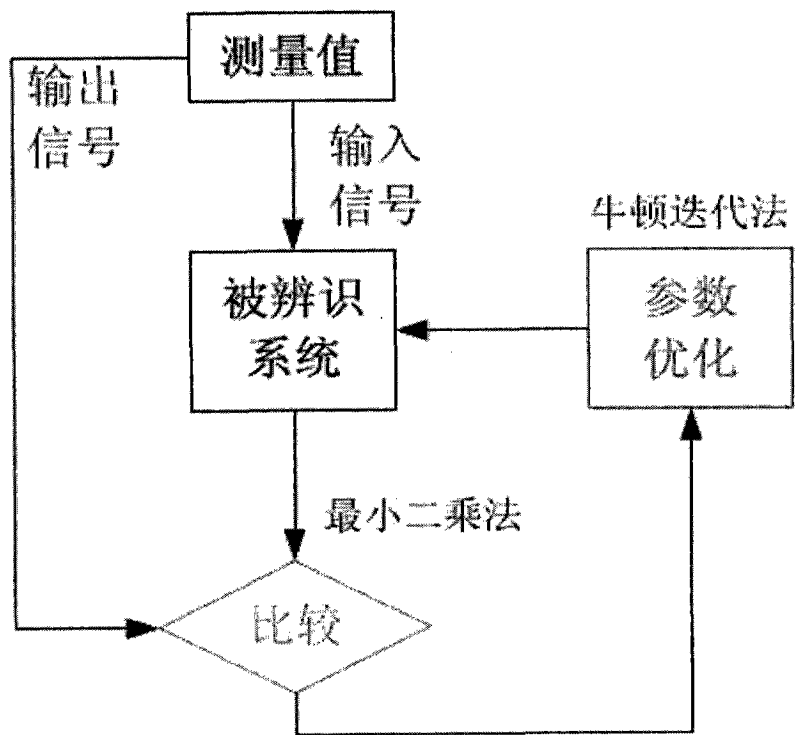 测量值
输出
信号
输入
信号
牛顿迭代法
被辨识
系统
参数
优化
最小二乘法
比较